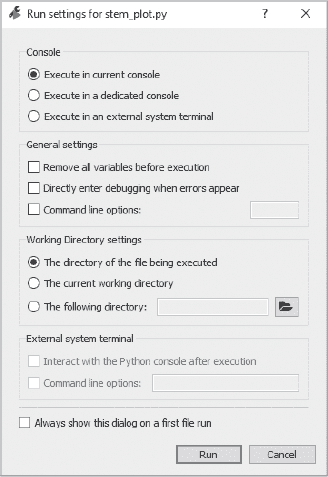 Run settings for stem_plot.py
Console
Execute in current console
Execute in a dedicated console
Execute in an external system terminal
General settings
Remove all variables before execution
Directly enter debugging when errors appear
Command line options:
Working Directory settings
The directory of the file being executed
The current working directory
The following directory:
External system terminal
Interact with the Python console after execution
Command line options:
Always show this dialog on a first file run
Run
Cancel